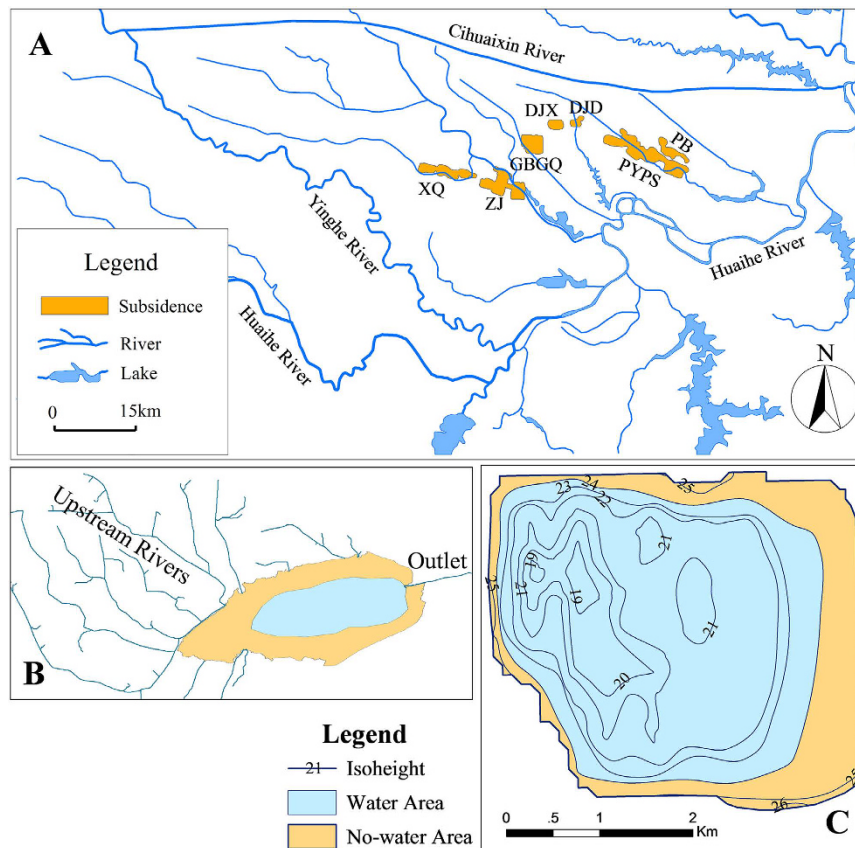 A
Cihuaixin River
DJX
DJD
PB
GBGQ
PYPS
XQ
ZJ
Yinghe River
Huaihe River
Huaihe River
Legend
Subsidence
River
Lake
0 15km
N
B
Upstream Rivers
Outlet
Legend
21 Isoheight
Water Area
No-water Area
C
23
24
22
25
25
19
21
19
21
21
20
25
26
0 .5 1 2
Km